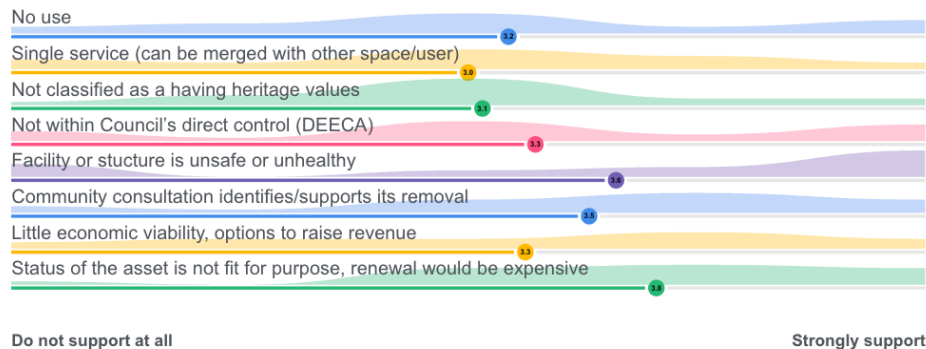 No use
3.2
Single service (can be merged with other space/user)
3.0
Not classified as a having heritage values
3.1
Not within Council’s direct control (DEECA)
3.3
Facility or stucture is unsafe or unhealthy
3.6
Community consultation identifies/supports its removal
3.5
Little economic viability, options to raise revenue
3.3
Status of the asset is not fit for purpose, renewal would be expensive
3.8
Do not support at all
Strongly support